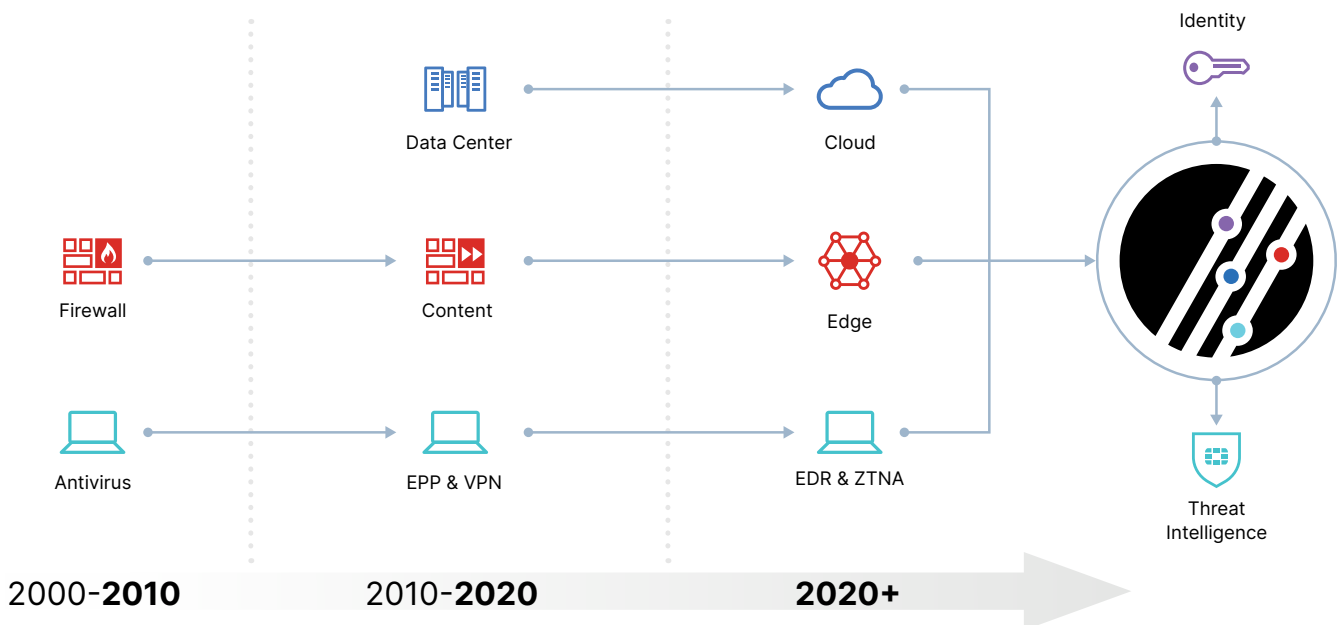 Identity
Data Center
Cloud
Firewall
Content
Edge
Antivirus
EPP & VPN
EDR & ZTNA
Threat
Intelligence
2000-2010
2010-2020
2020+